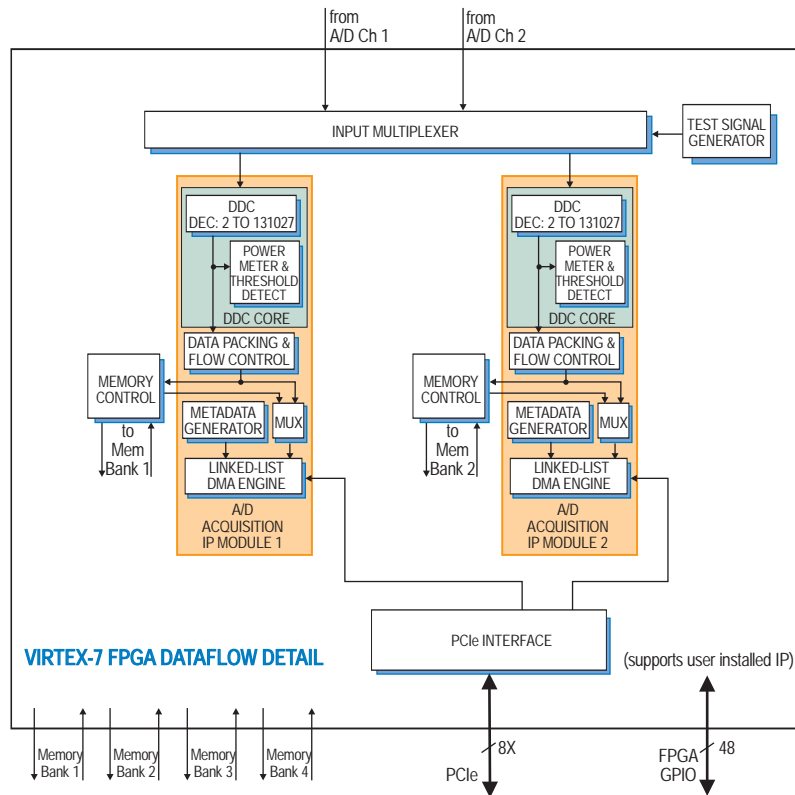 from
A/D Ch 1
from
A/D Ch 2
INPUT MULTIPLEXER
TEST SIGNAL
GENERATOR
DDC
DEC: 2 TO 131027
POWER
METER &
THRESHOLD
DETECT
DDC CORE
DATA PACKING &
FLOW CONTROL
MEMORY
CONTROL
METADATA
GENERATOR
MUX
to
Mem
Bank 1
LINKED-LIST
DMA ENGINE
A/D
ACQUISITION
IP MODULE 1
DDC
DEC: 2 TO 131027
POWER
METER &
THRESHOLD
DETECT
DDC CORE
DATA PACKING &
FLOW CONTROL
MEMORY
CONTROL
METADATA
GENERATOR
MUX
to
Mem
Bank 2
LINKED-LIST
DMA ENGINE
A/D
ACQUISITION
IP MODULE 2
PCIe INTERFACE
VIRTEX-7 FPGA DATAFLOW DETAIL
(supports user installed IP)
Memory
Bank 1
Memory
Bank 2
Memory
Bank 3
Memory
Bank 4
8X
PCIe
48
FPGA
GPIO